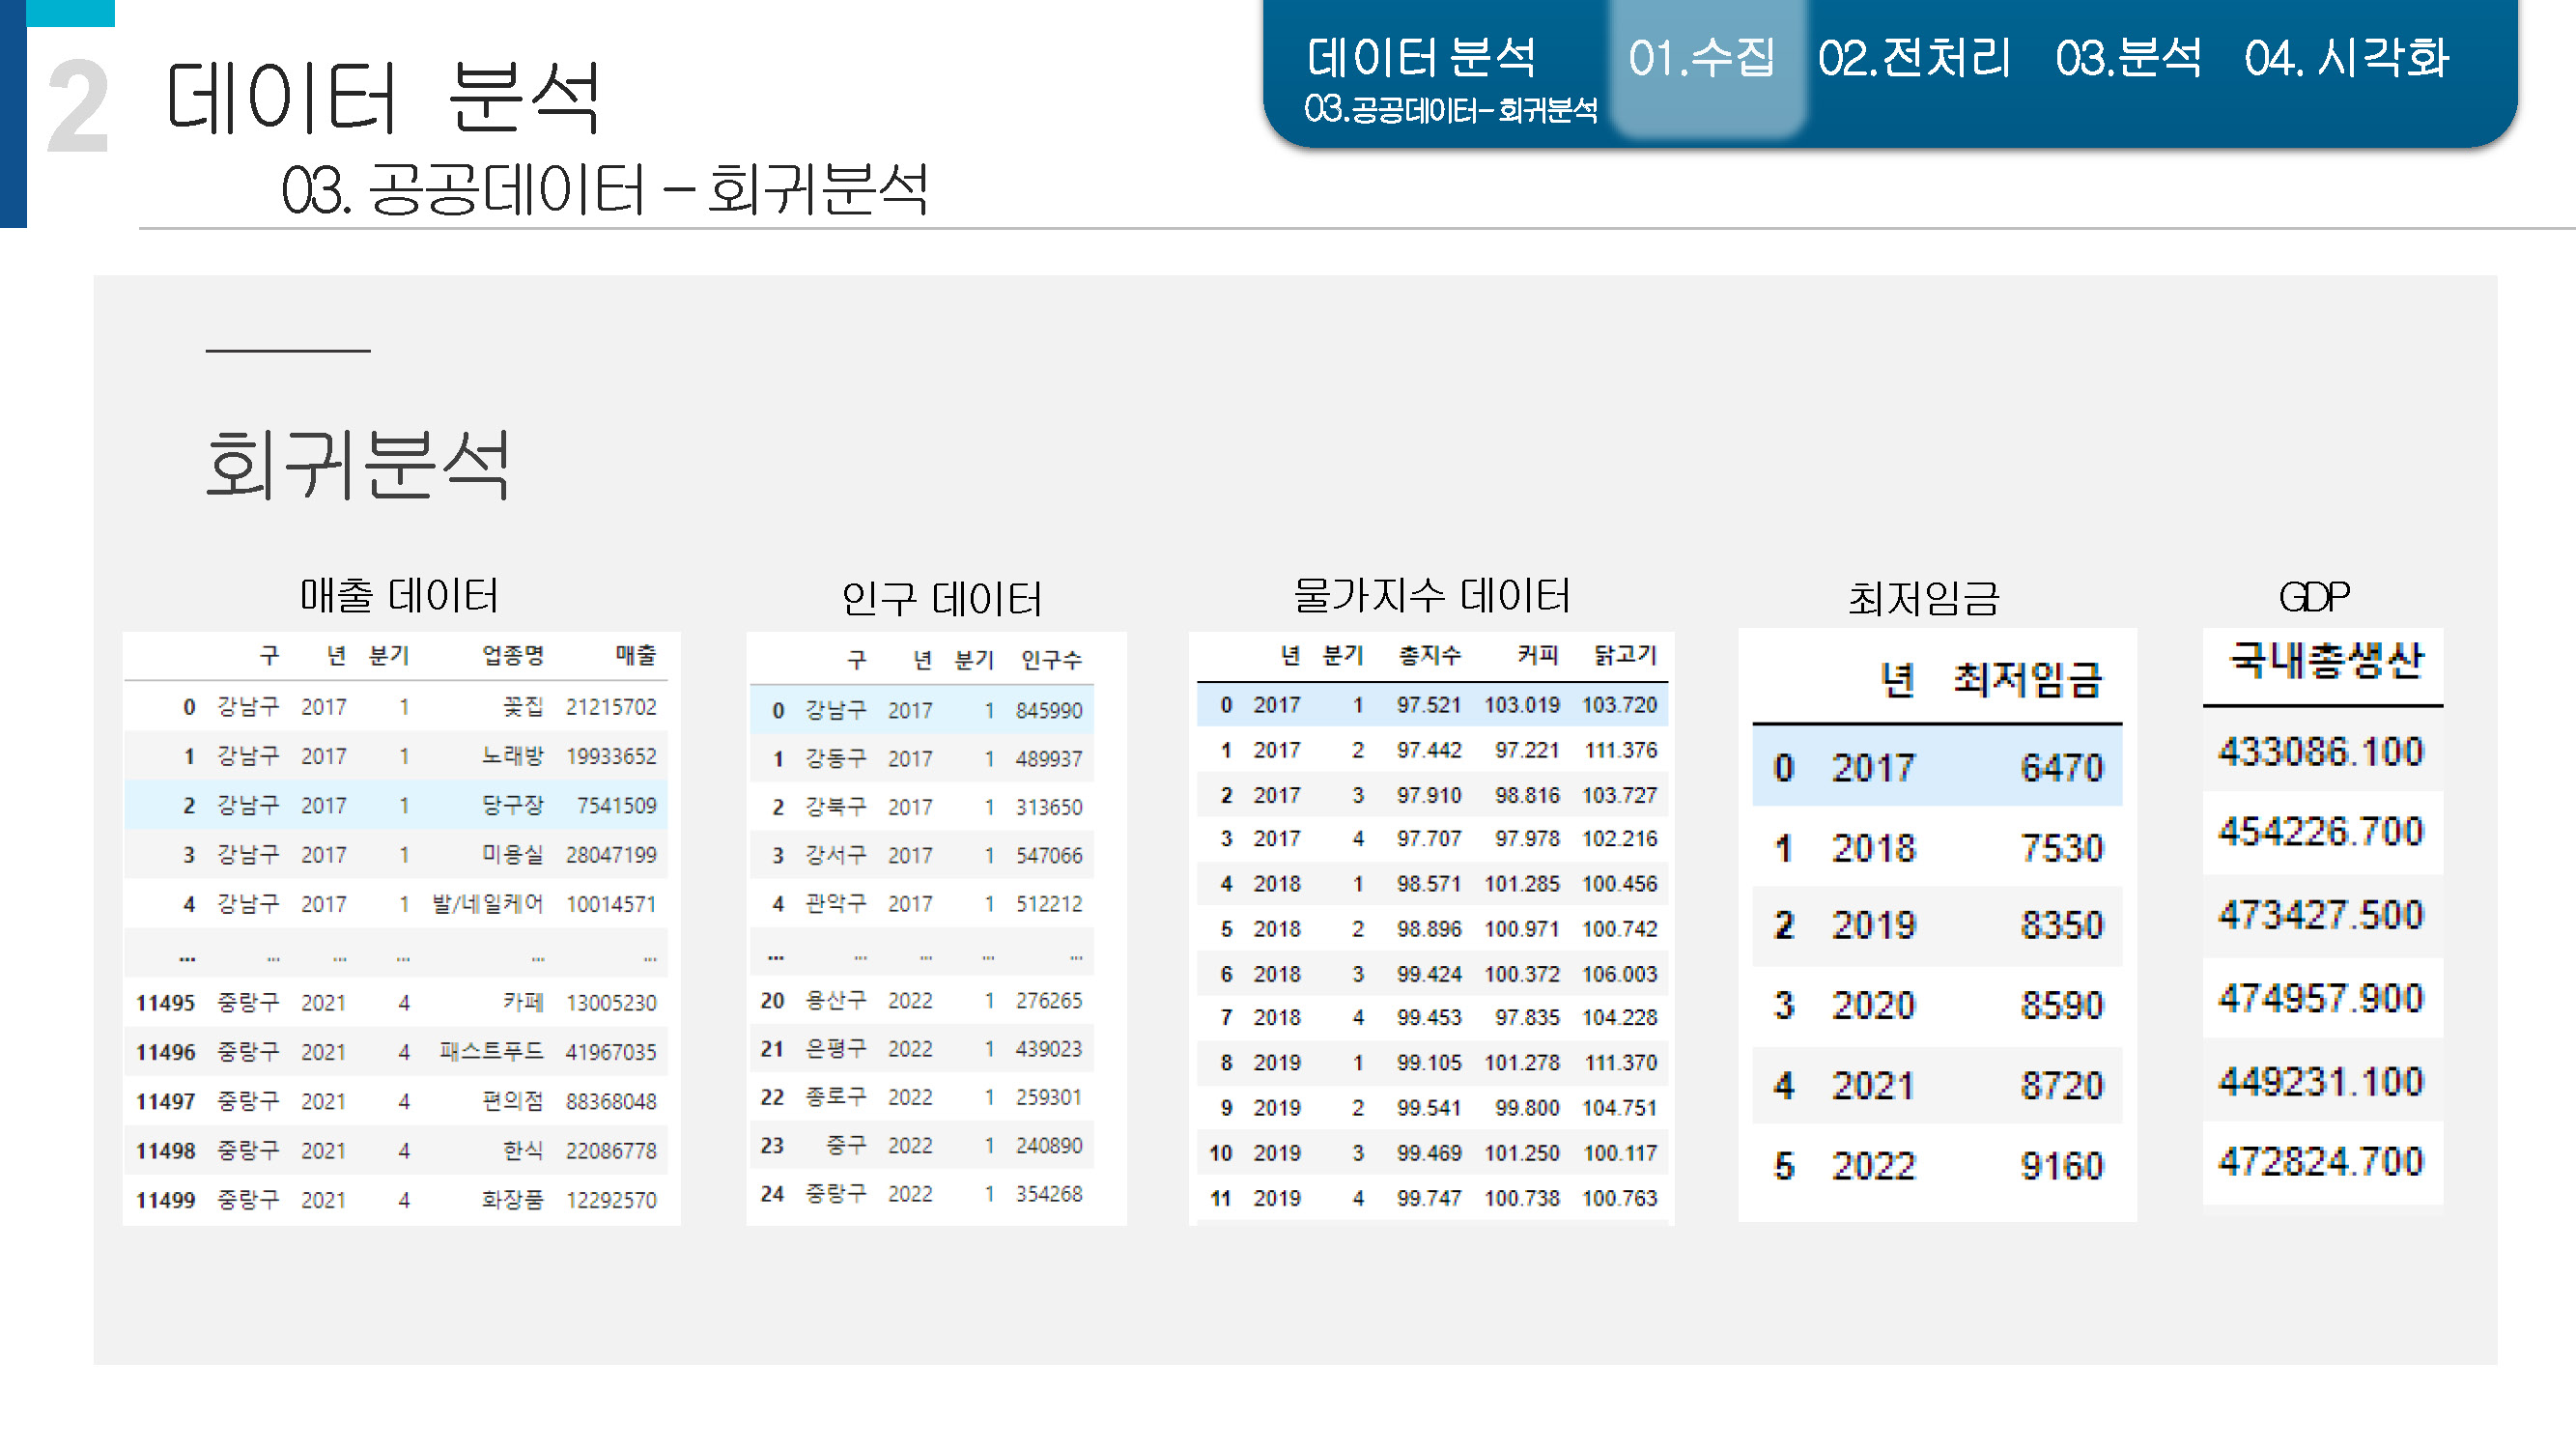 2
데이터 분석
03. 공공데이터 – 회귀분석
데이터 분석 01.수집 02.전처리 03.분석 04. 시각화
03.공공데이터– 회귀분석
회귀분석
매출 데이터
구 년 분기 업종명 매출
0 강남구 2017 1 꽃집 21215702
1 강남구 2017 1 노래방 19933652
2 강남구 2017 1 당구장 7541509
3 강남구 2017 1 미용실 28047199
4 강남구 2017 1 발/네일케어 10014571
... ... ... ... ... ...
11495 중랑구 2021 4 카페 13005230
11496 중랑구 2021 4 패스트푸드 41967035
11497 중랑구 2021 4 편의점 88368048
11498 중랑구 2021 4 한식 22086778
11499 중랑구 2021 4 화장품 12292570
인구 데이터
구 년 분기 인구수
0 강남구 2017 1 845990
1 강동구 2017 1 489937
2 강북구 2017 1 313650
3 강서구 2017 1 547066
4 관악구 2017 1 512212
... ... ... ... ...
20 용산구 2022 1 276265
21 은평구 2022 1 439023
22 종로구 2022 1 259301
23 중구 2022 1 240890
24 중랑구 2022 1 354268
물가지수 데이터
년 분기 총지수 커피 닭고기
0 2017 1 97.521 103.019 103.720
1 2017 2 97.442 97.221 111.376
2 2017 3 97.910 98.816 103.727
3 2017 4 97.707 97.978 102.216
4 2018 1 98.571 101.285 100.456
5 2018 2 98.896 100.971 100.742
6 2018 3 99.424 100.372 106.003
7 2018 4 99.453 97.835 104.228
8 2019 1 99.105 101.278 111.370
9 2019 2 99.541 99.800 104.751
10 2019 3 99.469 101.250 100.117
11 2019 4 99.747 100.738 100.763
최저임금
년 최저임금
0 2017 6470
1 2018 7530
2 2019 8350
3 2020 8590
4 2021 8720
5 2022 9160
GDP
국내총생산
433086.100
454226.700
473427.500
474957.900
449231.100
472824.700